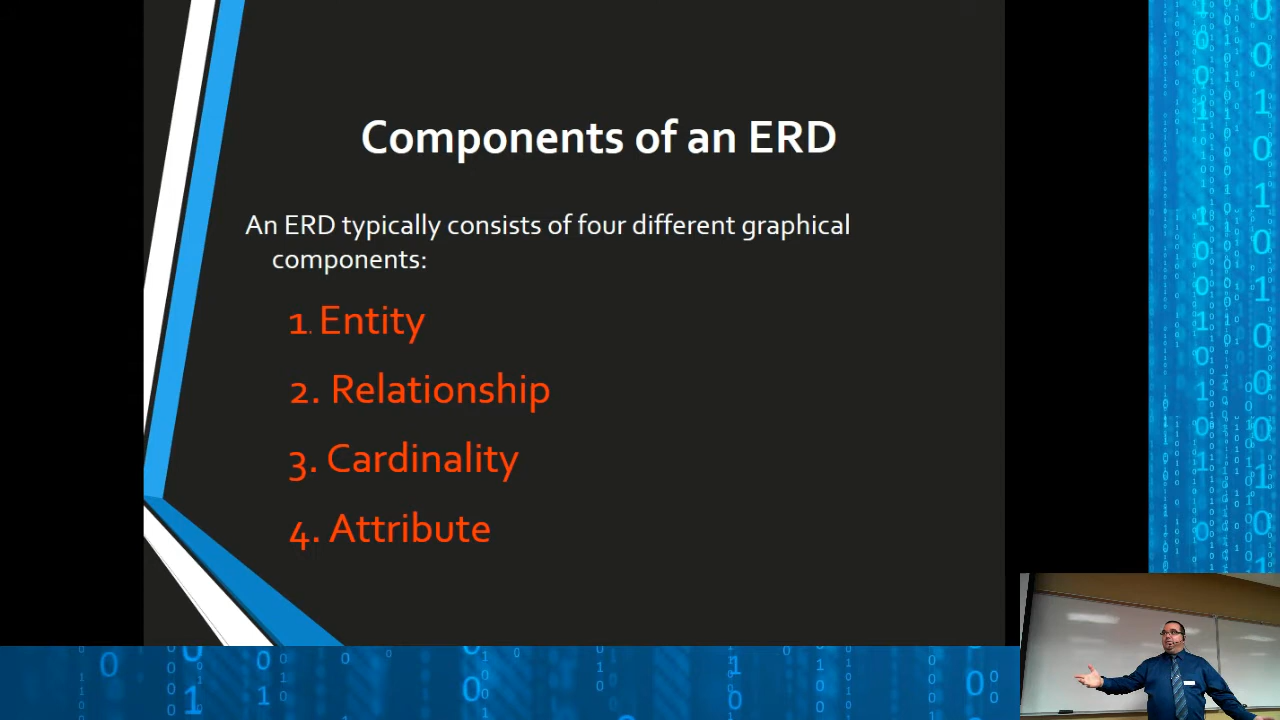 Components of an ERD
An ERD typically consists of four different graphical
components:
1. Entity
2. Relationship
3. Cardinality
4. Attribute